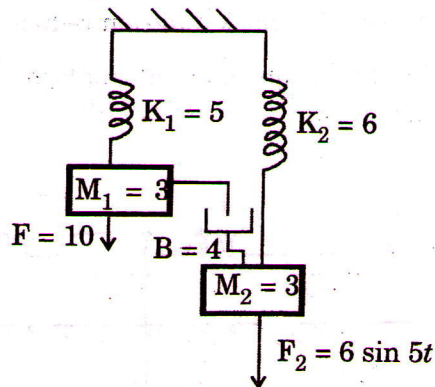 K₁ = 5
K₂ = 6
M₁ = 3
F = 10
B = 4
M₂ = 3
F₂ = 6 sin 5t